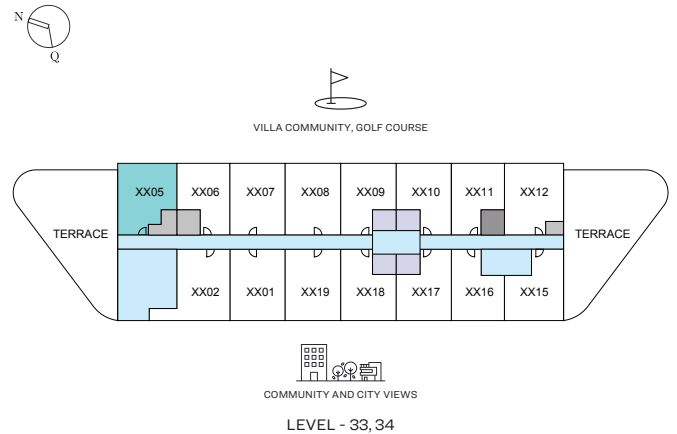 N
Q
VILLA COMMUNITY, GOLF COURSE
XX05 XX06 XX07 XX08 XX09 XX10 XX11 XX12
TERRACE TERRACE
XX02 XX01 XX19 XX18 XX17 XX16 XX15
COMMUNITY AND CITY VIEWS
LEVEL - 33, 34